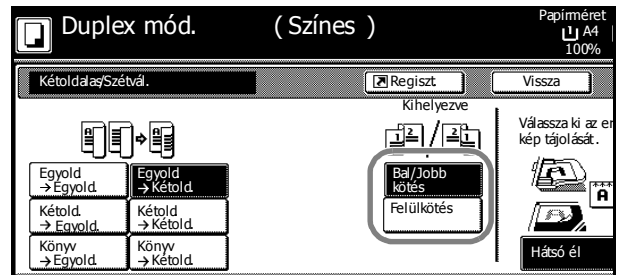 Duplex mód. (Színes )
Papírméret
A4
100%
Kétoldalas/Szétvál.
Regiszt.
Vissza
Kihelyezve
Válassza ki az er
kép tájolását.
Egyold
→Egyold.
Egyold
→Kétold.
Bal/Jobb
kötés
Kétold.
→ Egyold.
Kétold
→Kétold.
Felülkötés
Könyv
→Egyold.
Könyv
→Kétold.
Hátsó él